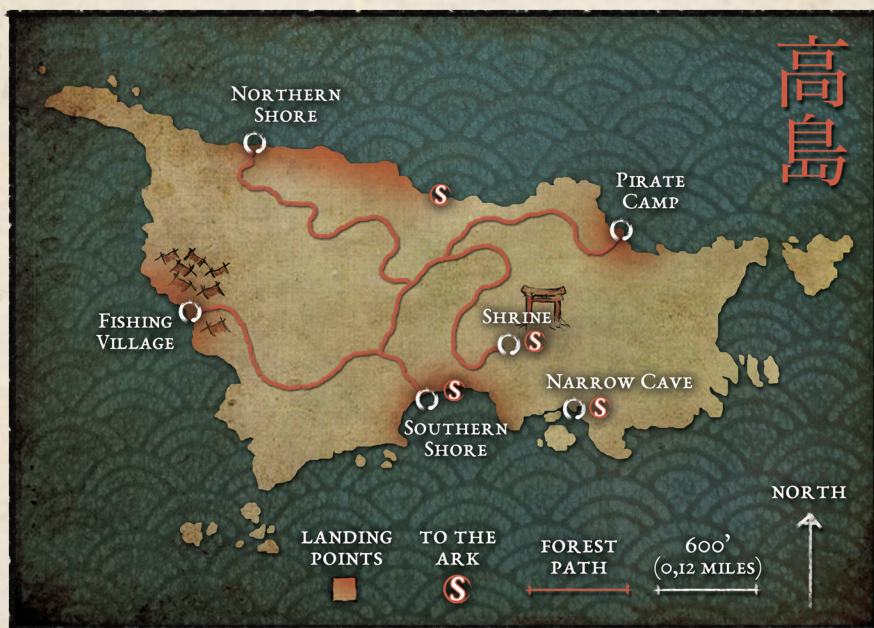 高島
NORTHERN
SHORE
S
PIRATE
CAMP
FISHING
VILLAGE
SHRINE
S
NARROW CAVE
S
S
SOUTHERN
SHORE
NORTH
LANDING
POINTS
TO THE
ARK
S
FOREST
PATH
600'
(0,12 MILES)